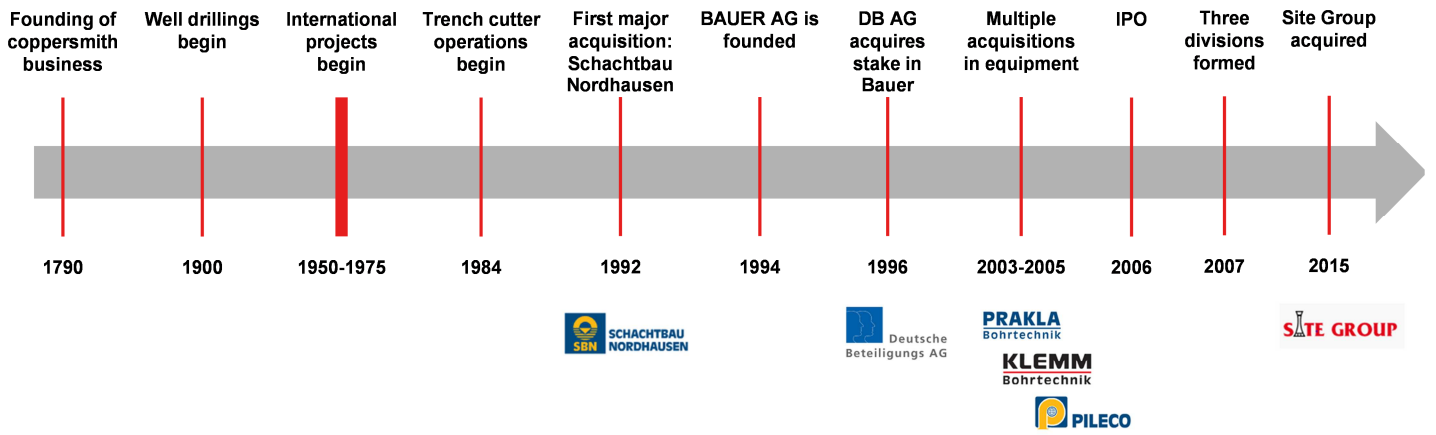 Founding of
coppersmith
business
Well drillings
begin
International
projects
begin
Trench cutter
operations
begin
First major
acquisition:
Schachtbau
Nordhausen
BAUER AG is
founded
DB AG
acquires
stake in
Bauer
Multiple
acquisitions
in equipment
IPO
Three
divisions
formed
Site Group
acquired
1790
1900
1950-1975
1984
1992
1994
1996
2003-2005
2006
2007
2015
SBN
SCHACHTBAU
NORDHAUSEN
Deutsche
Beteiligungs AG
PRAKLA
Bohrtechnik
KLEMM
Bohrtechnik
P PILECO
SITE GROUP